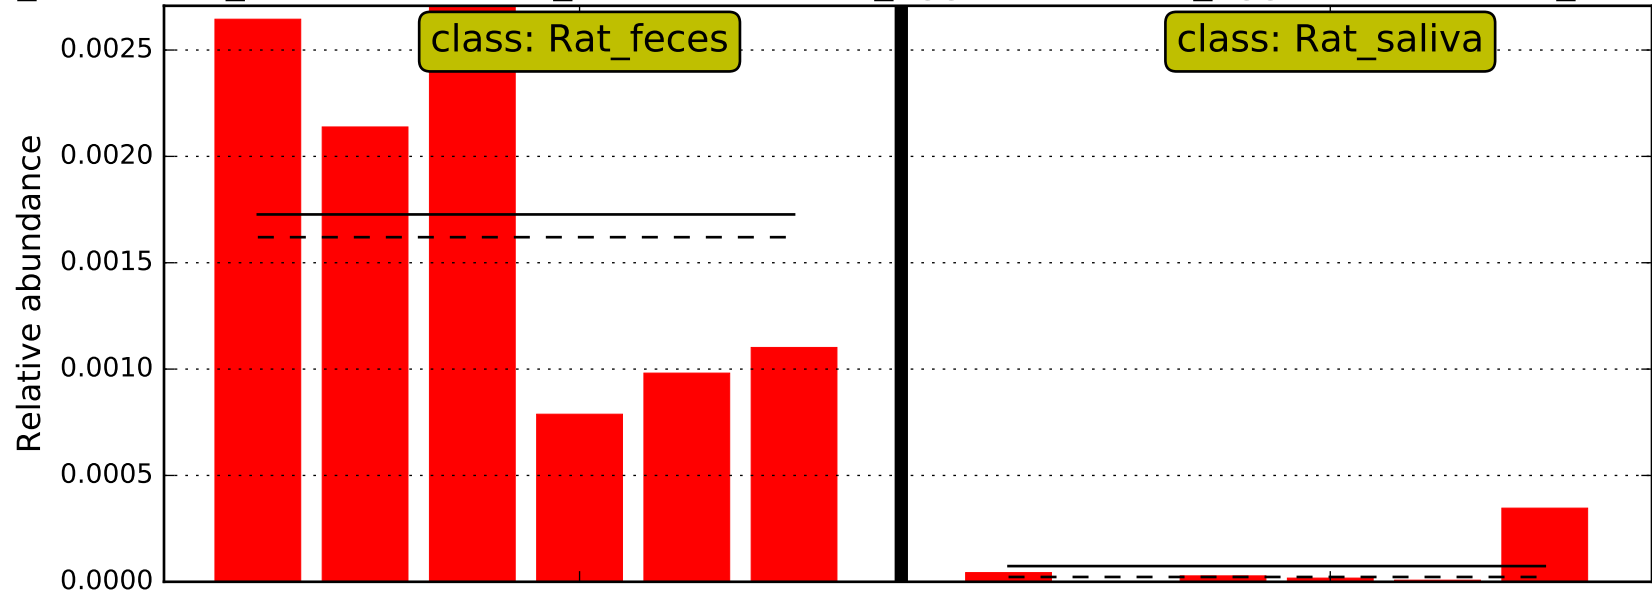 class: Rat_feces
class: Rat_saliva
Relative abundance
0.0025
0.0020
0.0015
0.0010
0.0005
0.0000